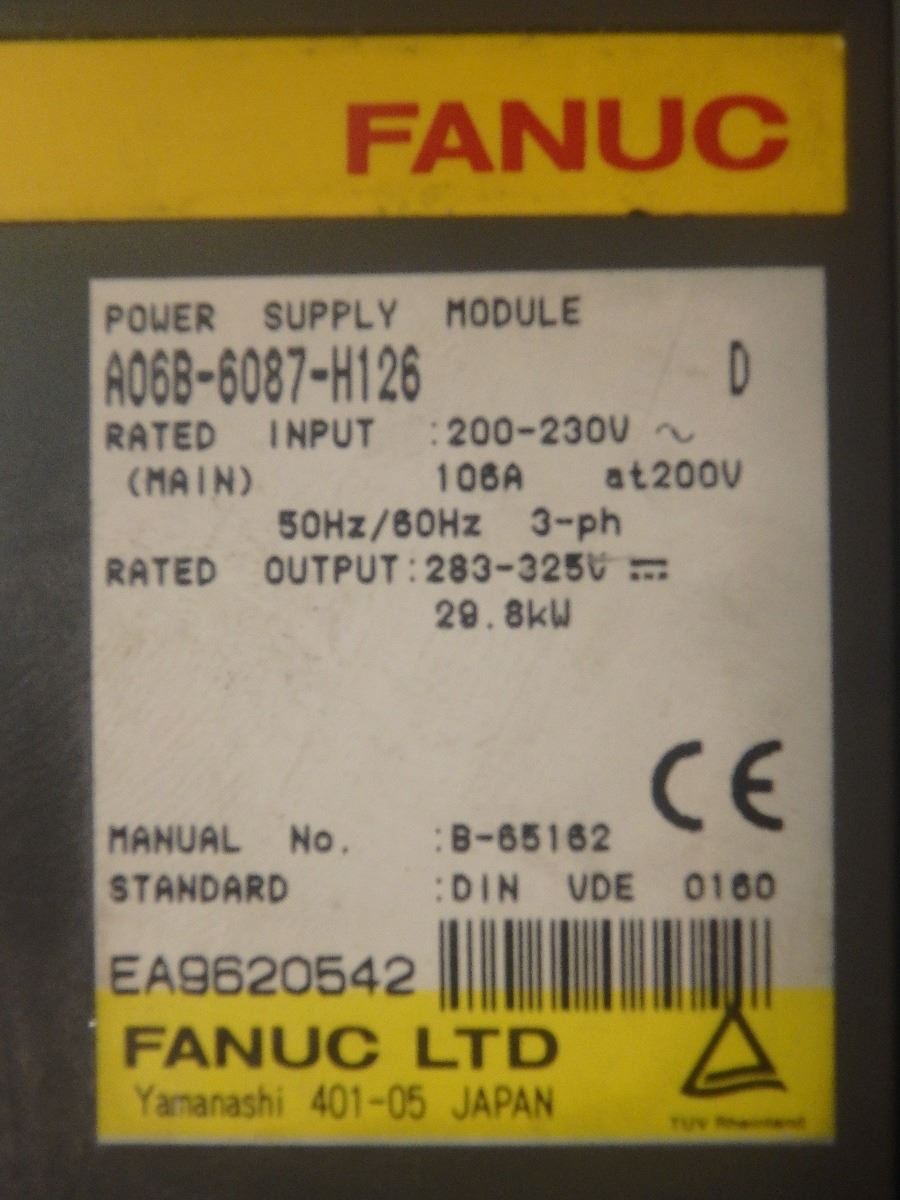 FANUC
POWER SUPPLY MODULE
A06B-6087-H126 D
RATED INPUT :200-230V ~
(MAIN) 106A at200V
50Hz/60Hz 3-ph
RATED OUTPUT:283-325V ⎓
29.8kW
CE
MANUAL No. :B-65162
STANDARD :DIN VDE 0160
EA9620542
FANUC LTD
Yamanashi 401-05 JAPAN
TÜV Rheinland